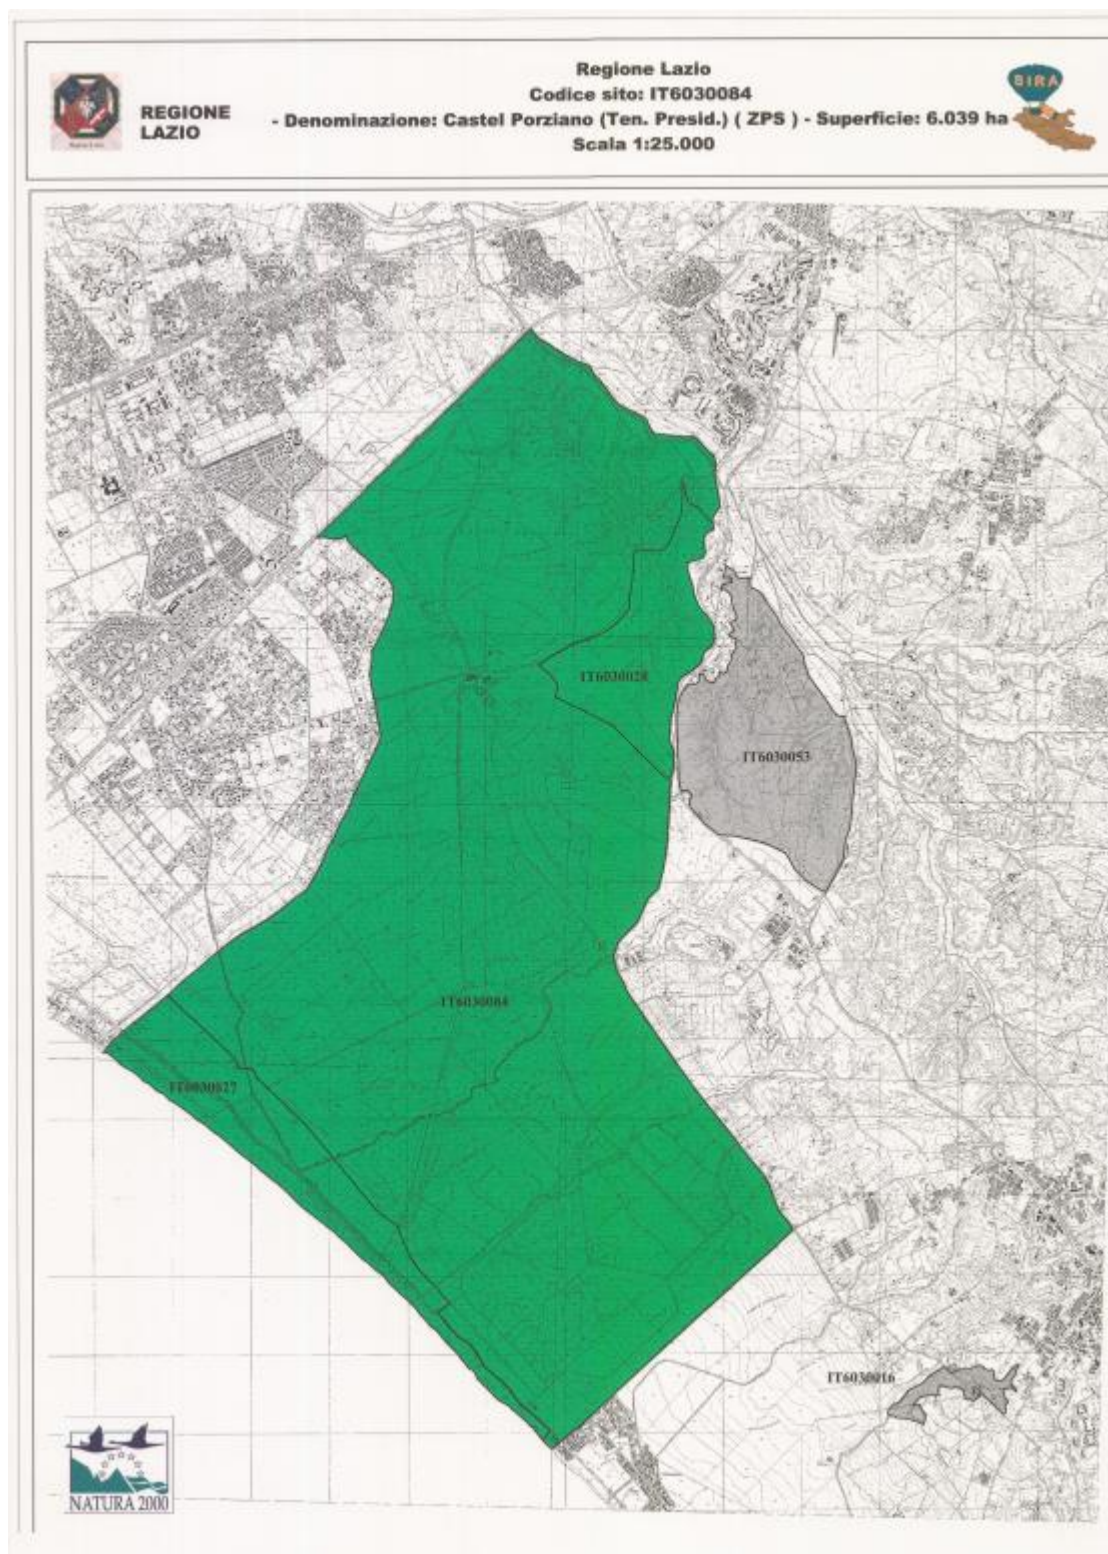 Regione Lazio
Codice sito: IT6030084
- Denominazione: Castel Porziano (Ten. Presid.) ( ZPS ) - Superficie: 6.039 ha
Scala 1:25.000
REGIONE
LAZIO
BIRA
IT6030028
IT6030053
IT6030084
IT6030027
IT6030016
NATURA 2000